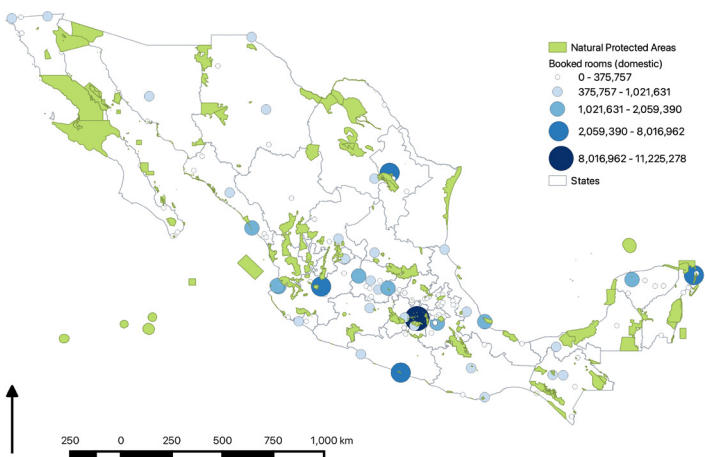 Natural Protected Areas
Booked rooms (domestic)
0 - 375,757
375,757 - 1,021,631
1,021,631 - 2,059,390
2,059,390 - 8,016,962
8,016,962 - 11,225,278
States
250 0 250 500 750 1,000 km